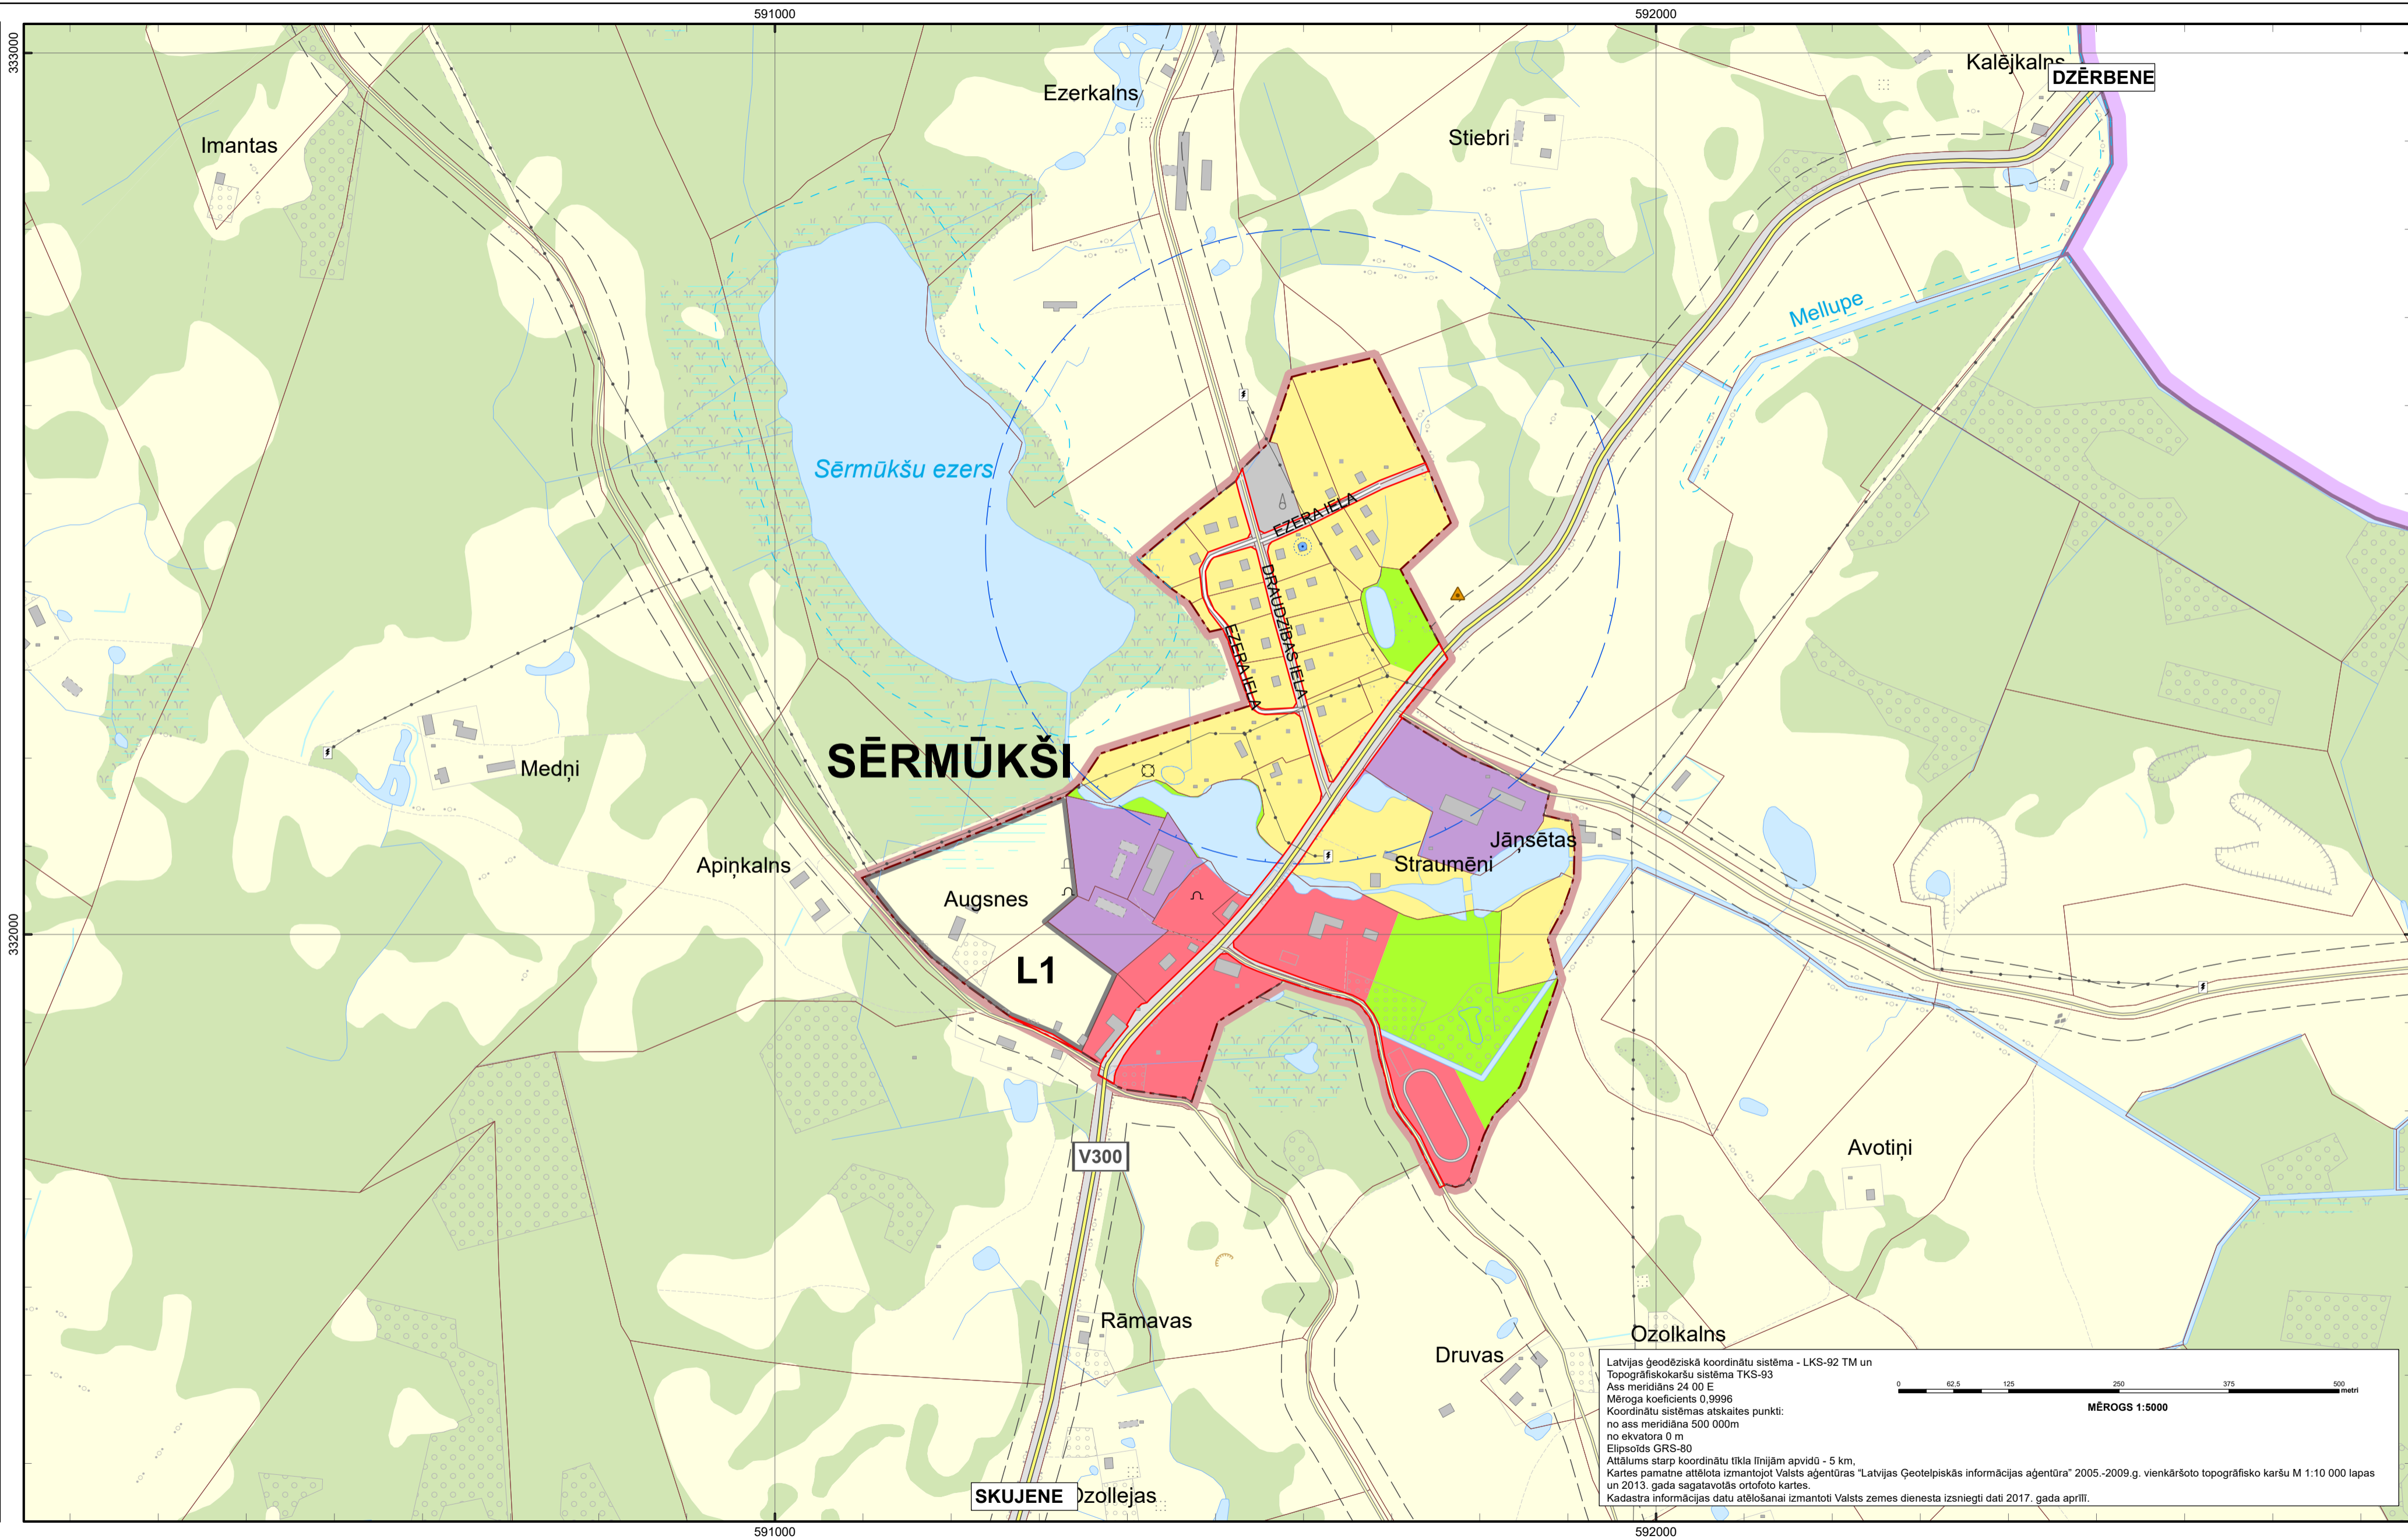 591000
592000
333000
Kalējkalns
DZĒRBENE
Ezerkalns
Imantas
Stiebri
Mellupe
Sērmūkšu ezers
EZERA IELA
DRAUDZĪBAS IELA
EZERA IELA
SĒRMŪKŠI
Medņi
Jāņsētas
Straumēni
Apiņkalns
Augsnes
332000
L1
V300
Avotiņi
Rāmavas
Ozolkalns
Druvas
SKUJENE
Ozollejas
Latvijas ģeodēziskā koordinātu sistēma - LKS-92 TM un
Topogrāfiskokaršu sistēma TKS-93
Ass meridiāns 24 00 E
Mēroga koeficients 0,9996
Koordinātu sistēmas atskaites punkti:
no ass meridiāna 500 000m
no ekvatora 0 m
Elipsoīds GRS-80
Attālums starp koordinātu tīkla līnijām apvidū - 5 km,
Kartes pamatne attēlota izmantojot Valsts aģentūras "Latvijas Ģeotelpiskās informācijas aģentūra" 2005.-2009.g. vienkāršoto topogrāfisko karšu M 1:10 000 lapas
un 2013. gada sagatavotās ortofoto kartes.
Kadastra informācijas datu atēlošanai izmantoti Valsts zemes dienesta izsniegti dati 2017. gada aprīlī.
0 62,5 125 250 375 500
metri
MĒROGS 1:5000
591000
592000